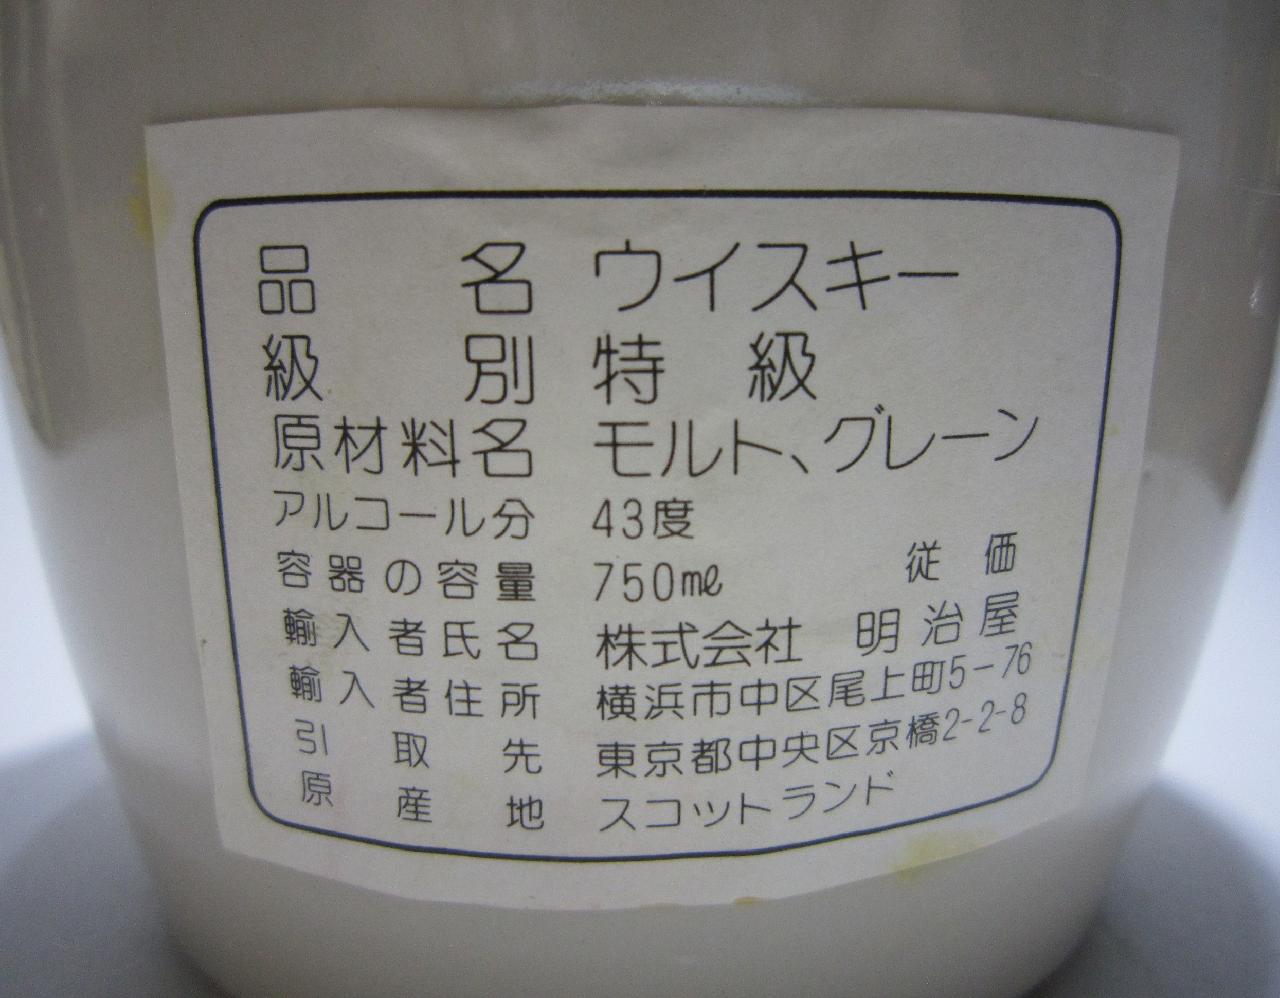 品名 ウイスキー
級別 特級
原材料名 モルト、グレーン
アルコール分 43度
容器の容量 750㎖ 従価
輸入者氏名 株式会社 明治屋
輸入者住所 横浜市中区尾上町5-76
引取先 東京都中央区京橋2-2-8
原産地 スコットランド